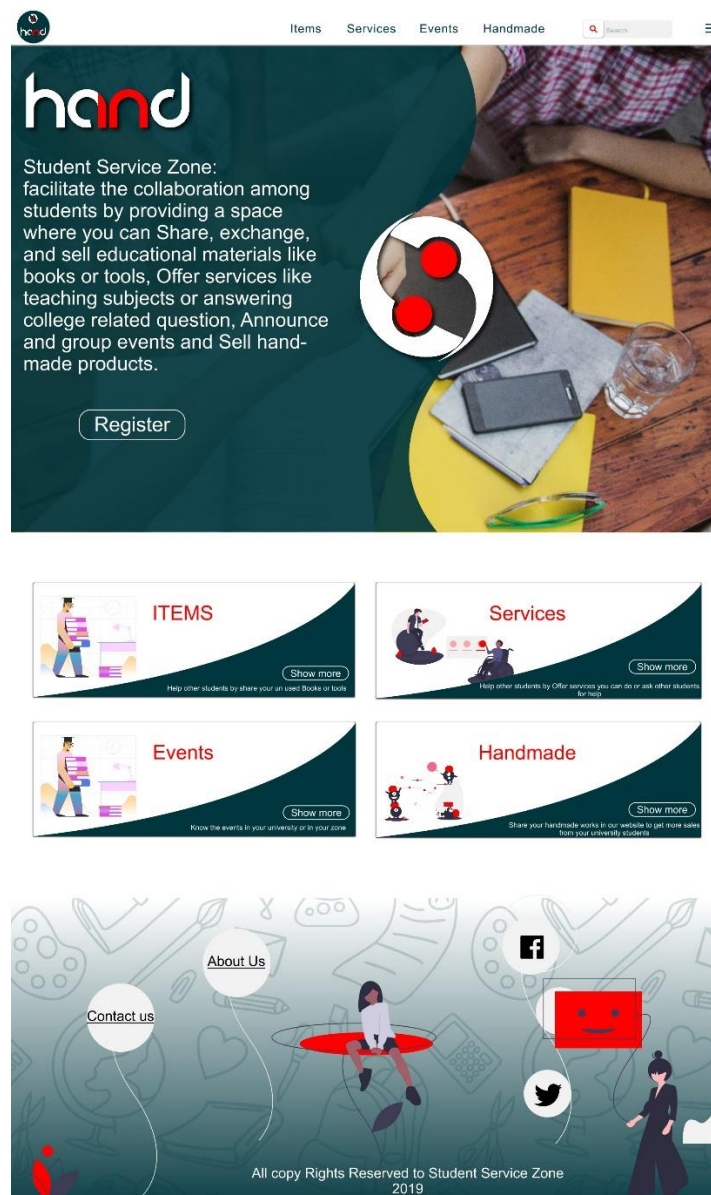 hand
Items Services Events Handmade Search
hand
Student Service Zone:
facilitate the collaboration among
students by providing a space
where you can Share, exchange,
and sell educational materials like
books or tools, Offer services like
teaching subjects or answering
college related question, Announce
and group events and Sell hand-
made products.
Register
ITEMS
Show more
Help other students by share your un used Books or tools
Services
Show more
Help other students by Offer services you can do or ask other students
for help
Events
Show more
Know the events in your university or in your zone
Handmade
Show more
Share your handmade works in our website to get more sales
from your university students
About Us
Contact us
All copy Rights Reserved to Student Service Zone
2019